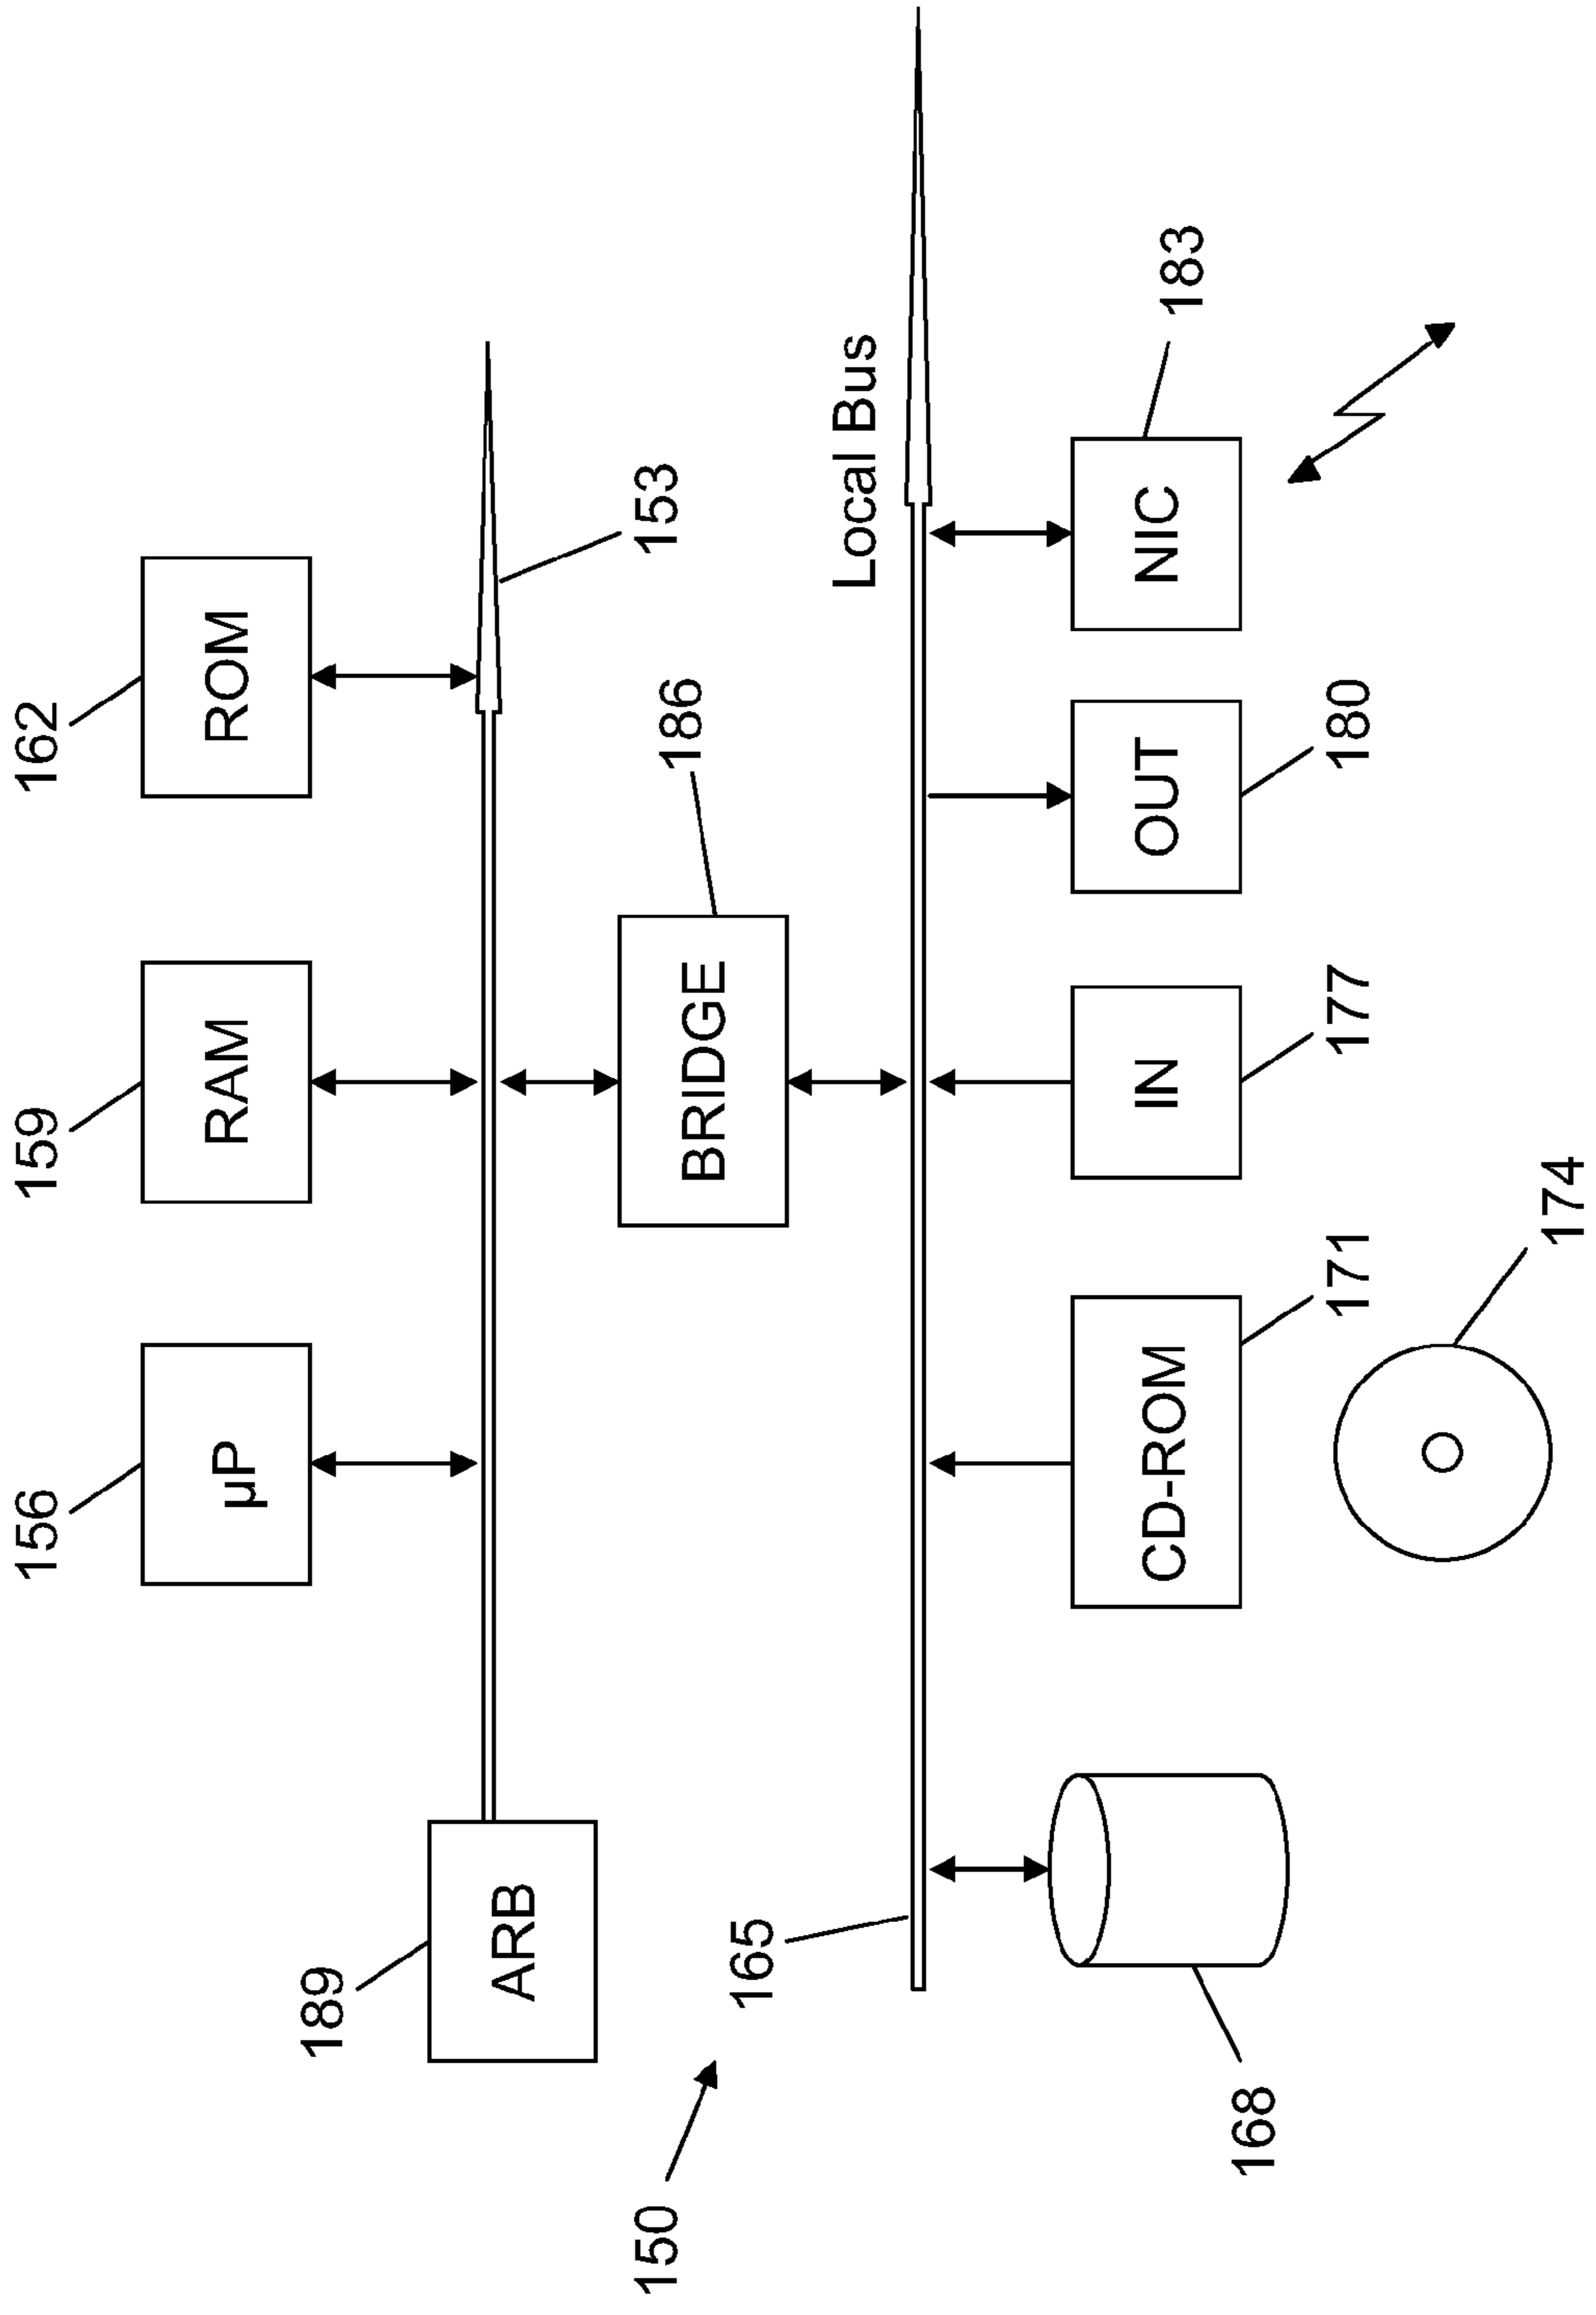 162
159
156
ROM
RAM
µP
189
153
ARB
186
BRIDGE
165
150
Local Bus
183
NIC
OUT
IN
CD-ROM
180
177
171
168
174